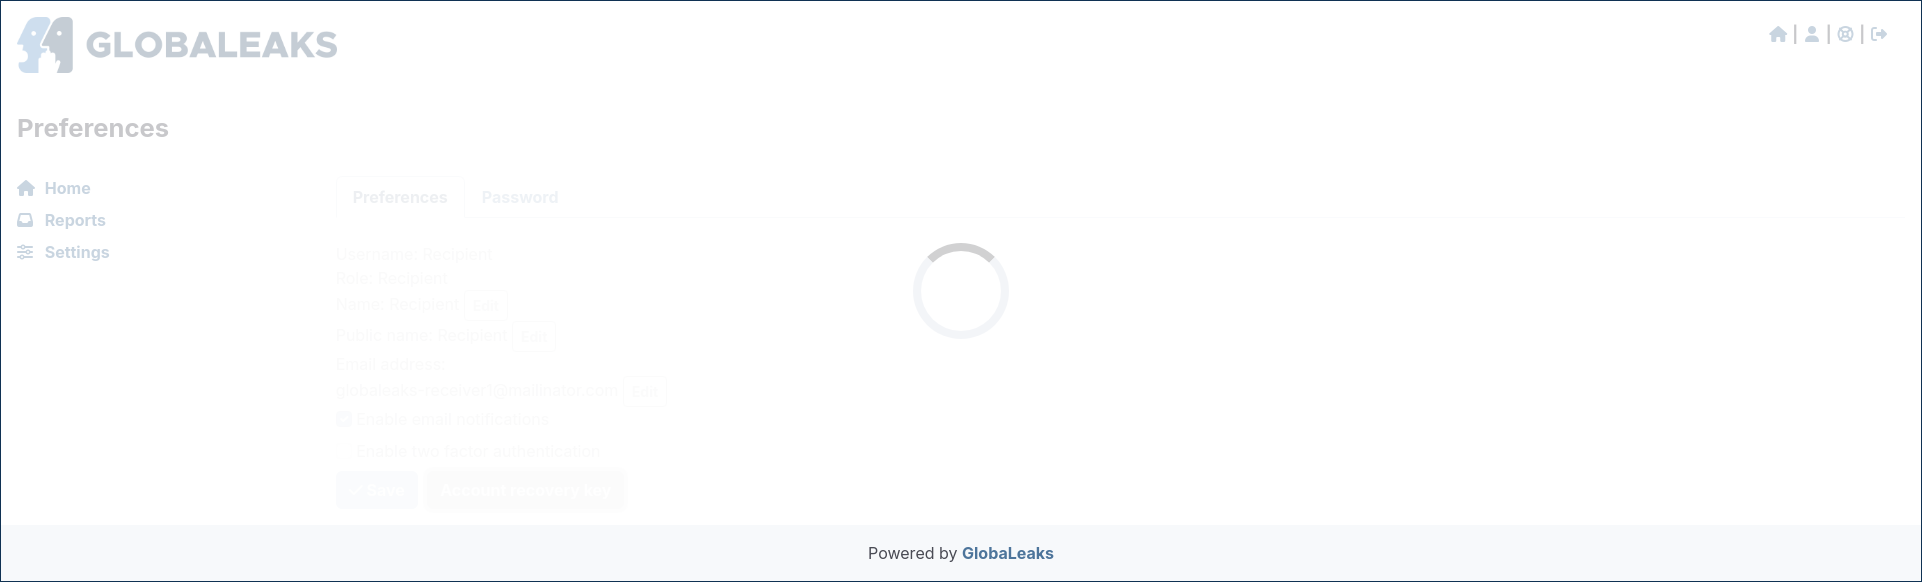 GLOBALEAKS
Preferences
Home
Reports
Settings
Preferences Password
Username: Recipient
Role: Recipient
Name: Recipient Edit
Public name: Recipient Edit
Email address:
globaleaks-receiver1@mailinator.com Edit
Enable email notifications
Enable two factor authentication
Save Account recovery key
Powered by GlobaLeaks